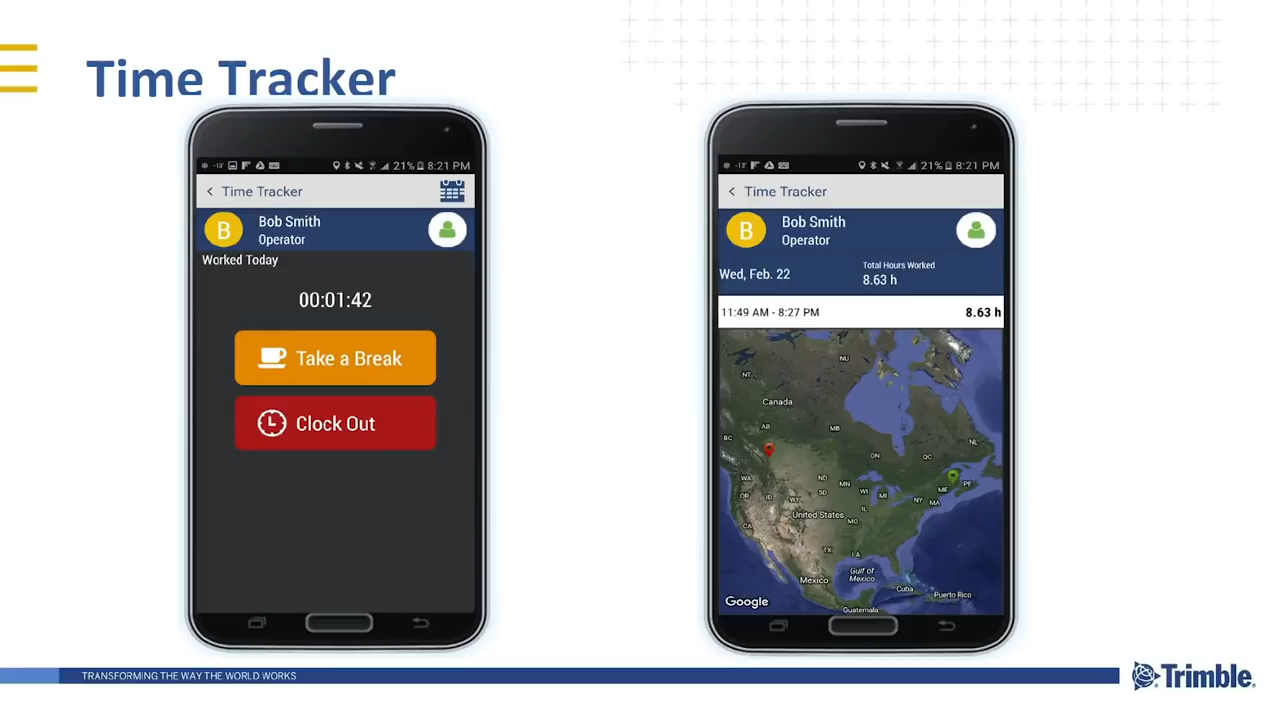 Time Tracker
-13° 21% 8:21 PM
< Time Tracker
B
Bob Smith
Operator
Worked Today
00:01:42
Take a Break
Clock Out
-13° 21% 8:21 PM
< Time Tracker
B
Bob Smith
Operator
Wed, Feb. 22
Total Hours Worked
8.63 h
11:49 AM - 8:27 PM 8.63 h
NU
NT
Canada
AB
MB
BC
NL
ON
QC
WA
ND
MN
ME
PE
OR
ID
WY
SD
WI
MI
NY
MA
IL
United States
MO
CA
TX
LA
Gulf of
Mexico
Mexico
Cuba
Puerto Rico
Google
Guatemala
TRANSFORMING THE WAY THE WORLD WORKS
Trimble